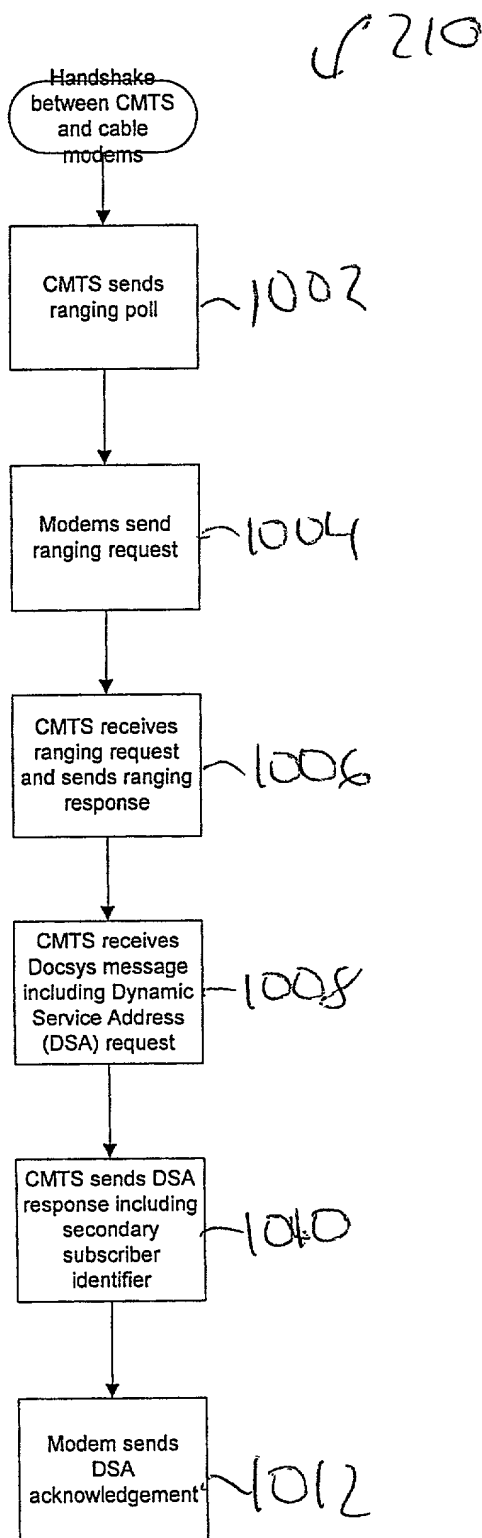 210
Handshake
between CMTS
and cable
modems
CMTS sends
ranging poll
1002
Modems send
ranging request
1004
CMTS receives
ranging request
and sends ranging
response
1006
CMTS receives
Docsys message
including Dynamic
Service Address
(DSA) request
1008
CMTS sends DSA
response including
secondary
subscriber
identifier
1010
Modem sends
DSA
acknowledgement
1012